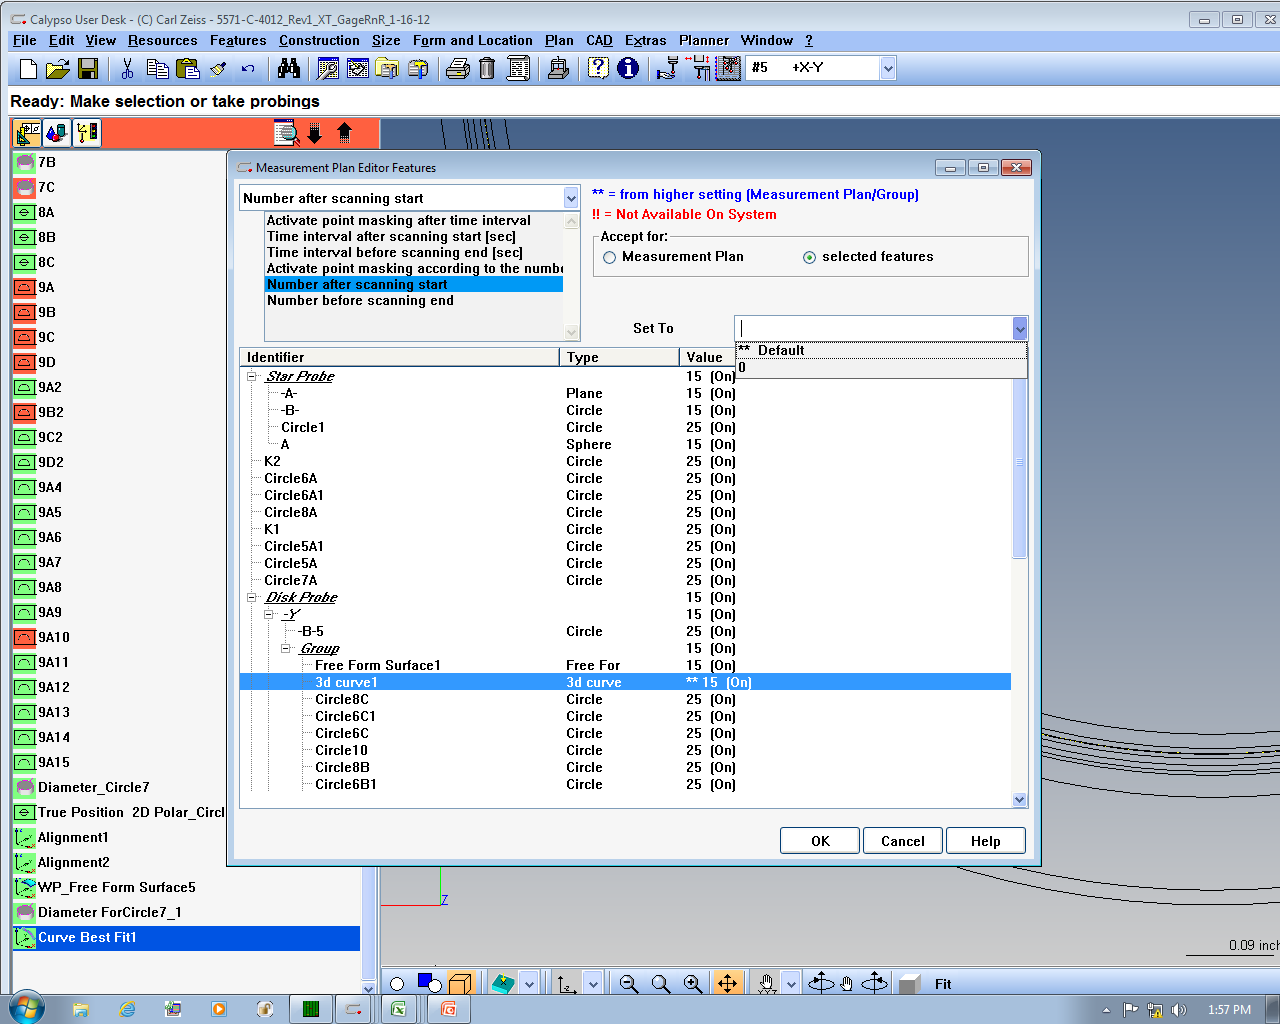 Calypso User Desk - (C) Carl Zeiss - 5571-C-4012_Rev1_XT_GageRnR_1-16-12
File Edit View Resources Features Construction Size Form and Location Plan CAD Extras Planner Window ?
#5 +X-Y
Ready: Make selection or take probings
7B
7C
8A
8B
8C
9A
9B
9C
9D
9A2
9B2
9C2
9D2
9A4
9A5
9A6
9A7
9A8
9A9
9A10
9A11
9A12
9A13
9A14
9A15
Diameter_Circle7
True Position 2D Polar_Circl
Alignment1
Alignment2
WP_Free Form Surface5
Diameter ForCircle7_1
Curve Best Fit1
Measurement Plan Editor Features
Number after scanning start
Activate point masking after time interval
Time interval after scanning start [sec]
Time interval before scanning end [sec]
Activate point masking according to the numbe
Number after scanning start
Number before scanning end
** = from higher setting (Measurement Plan/Group)
!! = Not Available On System
Accept for:
Measurement Plan selected features
Set To
** Default
0
Identifier Type Value
Star Probe 15 (On)
-A- Plane 15 (On)
-B- Circle 15 (On)
Circle1 Circle 25 (On)
A Sphere 15 (On)
K2 Circle 25 (On)
Circle6A Circle 25 (On)
Circle6A1 Circle 25 (On)
Circle8A Circle 25 (On)
K1 Circle 25 (On)
Circle5A1 Circle 25 (On)
Circle5A Circle 25 (On)
Circle7A Circle 25 (On)
Disk Probe 15 (On)
-Y 15 (On)
-B-5 Circle 25 (On)
Group 15 (On)
Free Form Surface1 Free For 15 (On)
3d curve1 3d curve ** 15 (On)
Circle8C Circle 25 (On)
Circle6C1 Circle 25 (On)
Circle6C Circle 25 (On)
Circle10 Circle 25 (On)
Circle8B Circle 25 (On)
Circle6B1 Circle 25 (On)
OK Cancel Help
Z
0.09 inch
Fit
1:57 PM